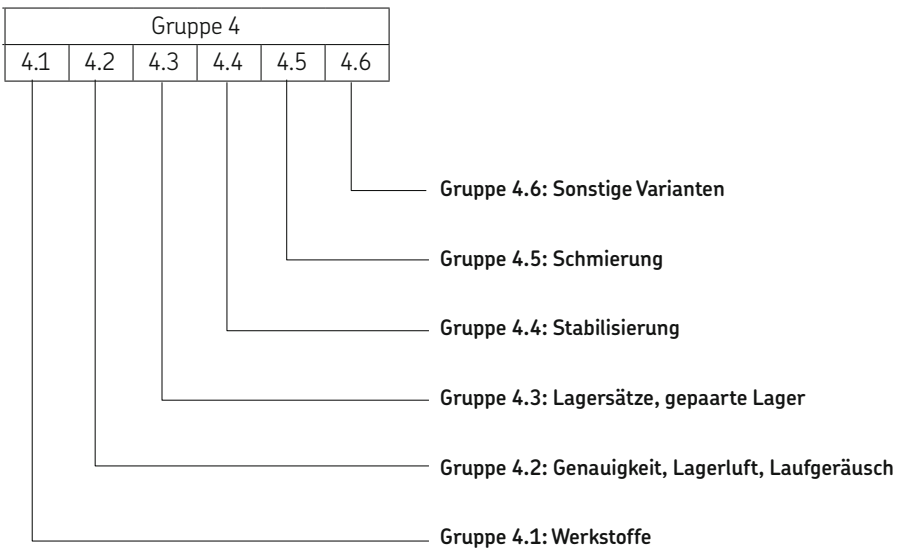 Gruppe 4
4.1 4.2 4.3 4.4 4.5 4.6
Gruppe 4.6: Sonstige Varianten
Gruppe 4.5: Schmierung
Gruppe 4.4: Stabilisierung
Gruppe 4.3: Lagersätze, gepaarte Lager
Gruppe 4.2: Genauigkeit, Lagerluft, Laufgeräusch
Gruppe 4.1: Werkstoffe